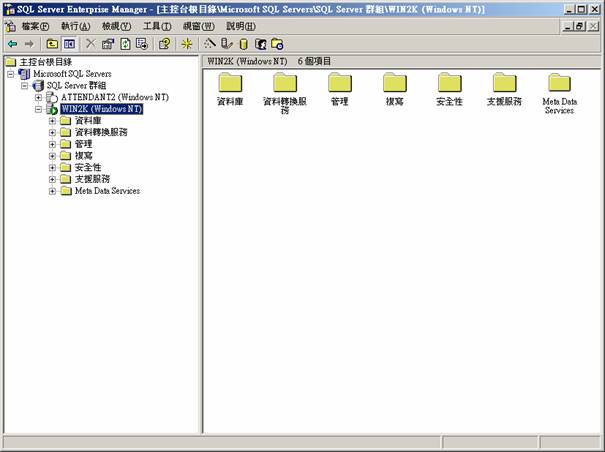 SQL Server Enterprise Manager - [主控台根目錄\Microsoft SQL Servers\SQL Server 群組\WIN2K (Windows NT)]
檔案(F) 執行(A) 檢視(V) 工具(I) 視窗(W) 說明(H)
主控台根目錄
Microsoft SQL Servers
SQL Server 群組
ATTENDANT2 (Windows NT)
WIN2K (Windows NT)
資料庫
資料轉換服務
管理
複寫
安全性
支援服務
Meta Data Services
WIN2K (Windows NT) 6 個項目
資料庫 資料轉換服 管理 複寫 安全性 支援服務 Meta Data
務 Services